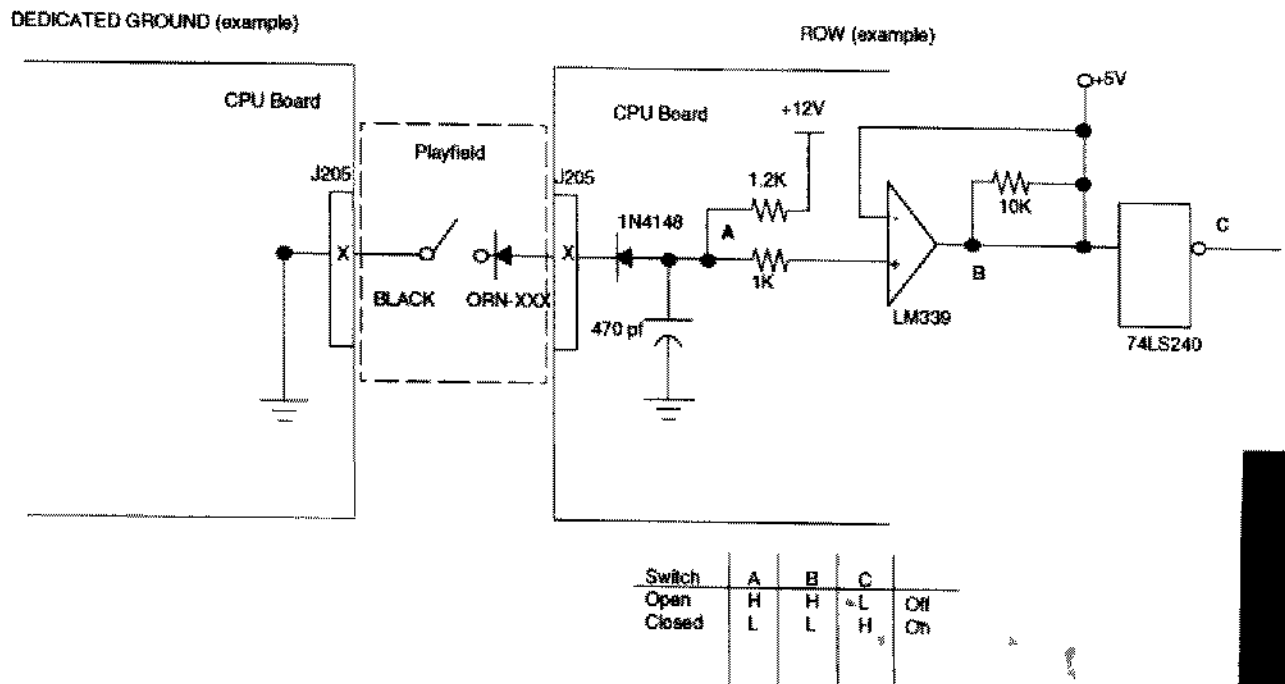 DEDICATED GROUND (example)
ROW (example)
+5V
CPU Board
CPU Board
+12V
Playfield
J205
J205
1.2K
10K
1N4148
A
C
X
X
-
+
B
1K
BLACK
ORN-XXX
LM339
470 pf
74LS240
Switch A B C
Open H H L Off
Closed L L H On